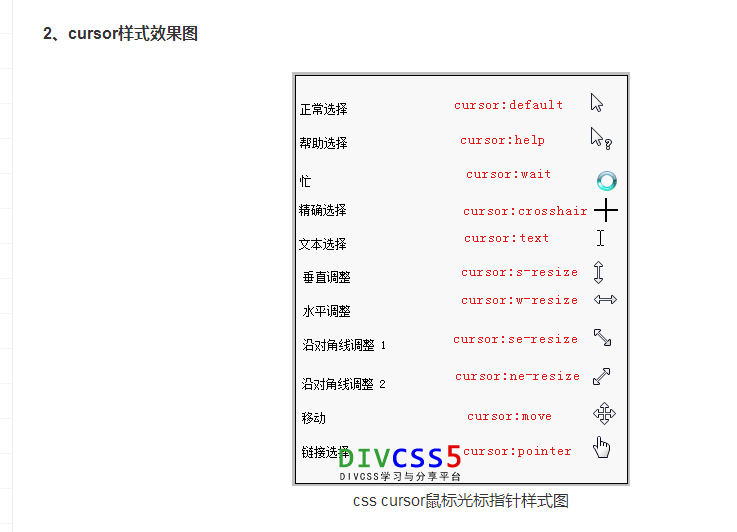 2、cursor样式效果图
正常选择 cursor:default
帮助选择 cursor:help
忙 cursor:wait
精确选择 cursor:crosshair
文本选择 cursor:text
垂直调整 cursor:s-resize
水平调整 cursor:w-resize
沿对角线调整 1 cursor:se-resize
沿对角线调整 2 cursor:ne-resize
移动 cursor:move
链接选择 cursor:pointer
DIVCSS5
DIVCSS学习与分享平台
css cursor鼠标光标指针样式图